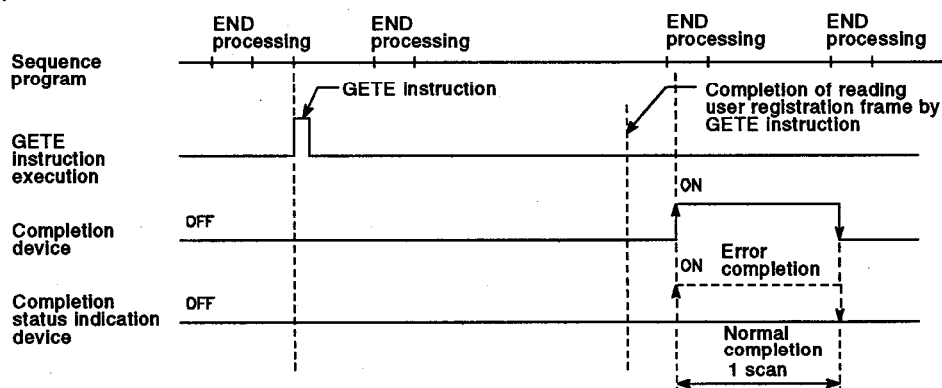 END processing
END processing
END processing
END processing
Sequence program
GETE instruction
Completion of reading user registration frame by GETE instruction
GETE instruction execution
ON
OFF
Completion device
ON
Error completion
OFF
Completion status indication device
Normal completion
1 scan